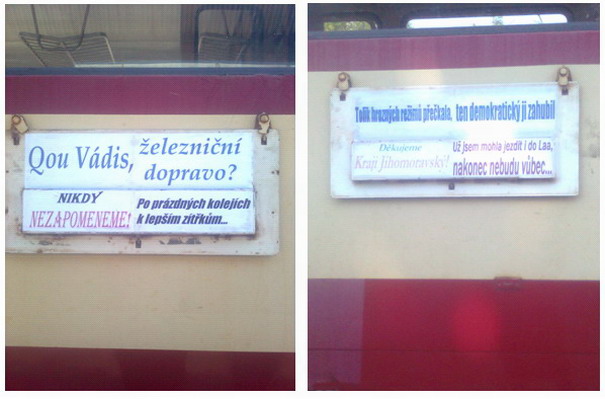 Qou Vádis, železniční
dopravo?
NIKDY
NEZAPOMENEME!
Po prázdných kolejích
k lepším zítřkům...
Tolik hrozných režimů přečkala, ten demokratický ji zahubil
Děkujeme
Kraji Jihomoravský!
Už jsem mohla jezdit i do Laa,
nakonec nebudu vůbec...